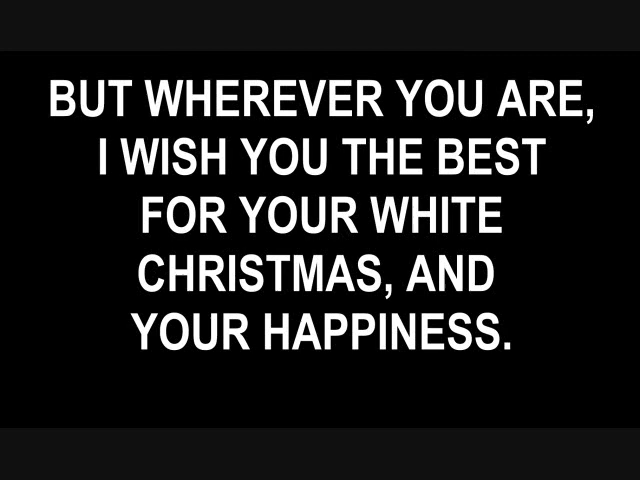 BUT WHEREVER YOU ARE,
I WISH YOU THE BEST
FOR YOUR WHITE
CHRISTMAS, AND
YOUR HAPPINESS.